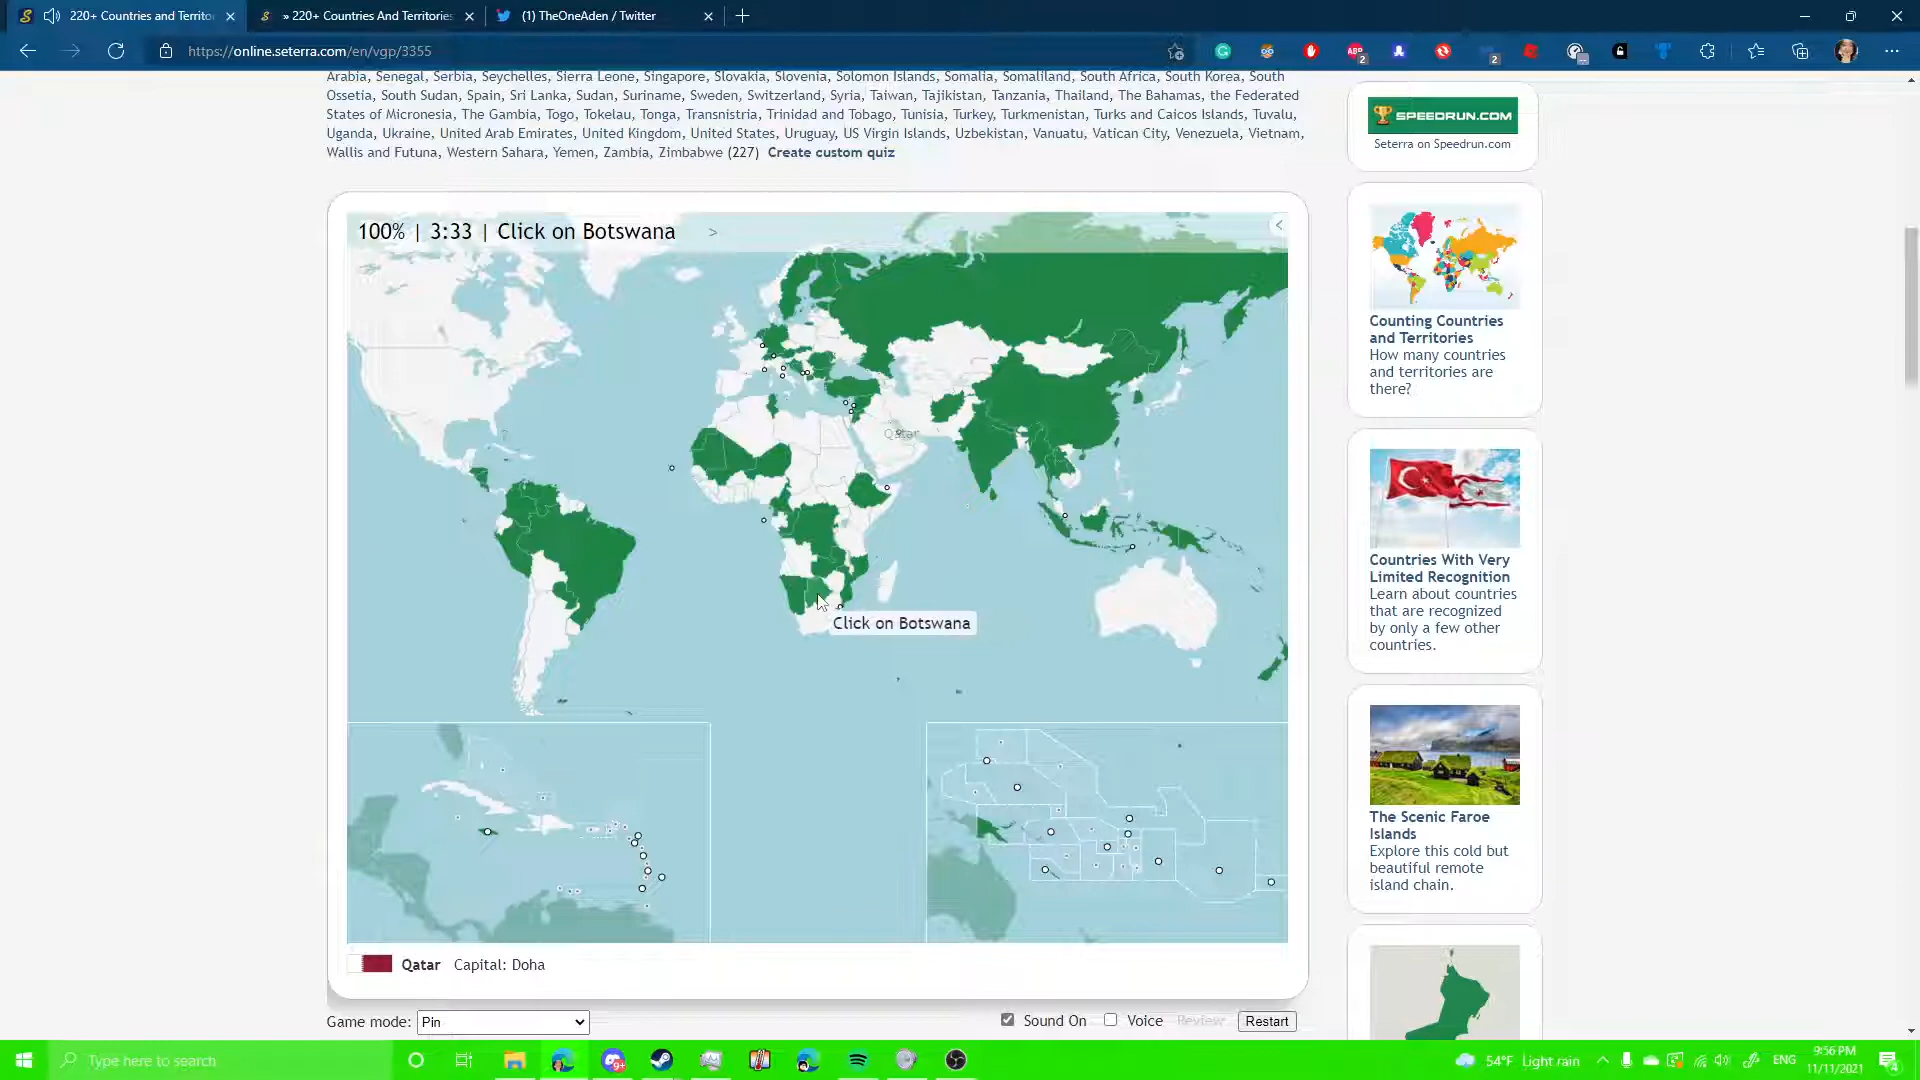 220+ Countries and Territo
» 220+ Countries And Territories
(1) TheOneAden / Twitter
https://online.seterra.com/en/vgp/3355
2
2
Arabia, Senegal, Serbia, Seychelles, Sierra Leone, Singapore, Slovakia, Slovenia, Solomon Islands, Somalia, Somaliland, South Africa, South Korea, South
Ossetia, South Sudan, Spain, Sri Lanka, Sudan, Suriname, Sweden, Switzerland, Syria, Taiwan, Tajikistan, Tanzania, Thailand, The Bahamas, the Federated
States of Micronesia, The Gambia, Togo, Tokelau, Tonga, Transnistria, Trinidad and Tobago, Tunisia, Turkey, Turkmenistan, Turks and Caicos Islands, Tuvalu,
Uganda, Ukraine, United Arab Emirates, United Kingdom, United States, Uruguay, US Virgin Islands, Uzbekistan, Vanuatu, Vatican City, Venezuela, Vietnam,
Wallis and Futuna, Western Sahara, Yemen, Zambia, Zimbabwe (227) Create custom quiz
100% | 3:33 | Click on Botswana >
Qatar
Click on Botswana
Qatar Capital: Doha
Game mode: Pin
Sound On Voice Review Restart
SPEEDRUN.COM
Seterra on Speedrun.com
Counting Countries
and Territories
How many countries
and territories are
there?
Countries With Very
Limited Recognition
Learn about countries
that are recognized
by only a few other
countries.
The Scenic Faroe
Islands
Explore this cold but
beautiful remote
island chain.
Type here to search
9+
54°F Light rain
ENG
9:56 PM
11/11/2021
4